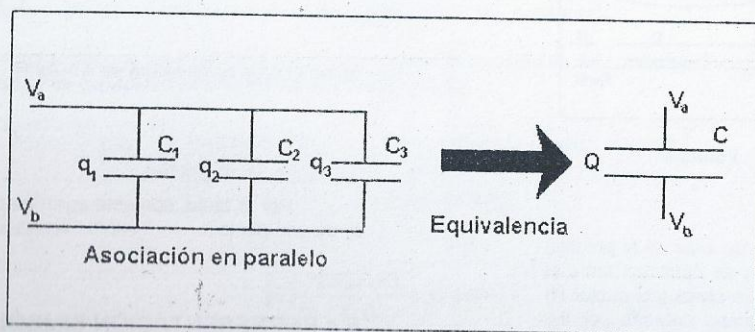 Va
C1
C2
C3
q1
q2
q3
Vb
Asociación en paralelo
Equivalencia
Va
C
Q
Vb